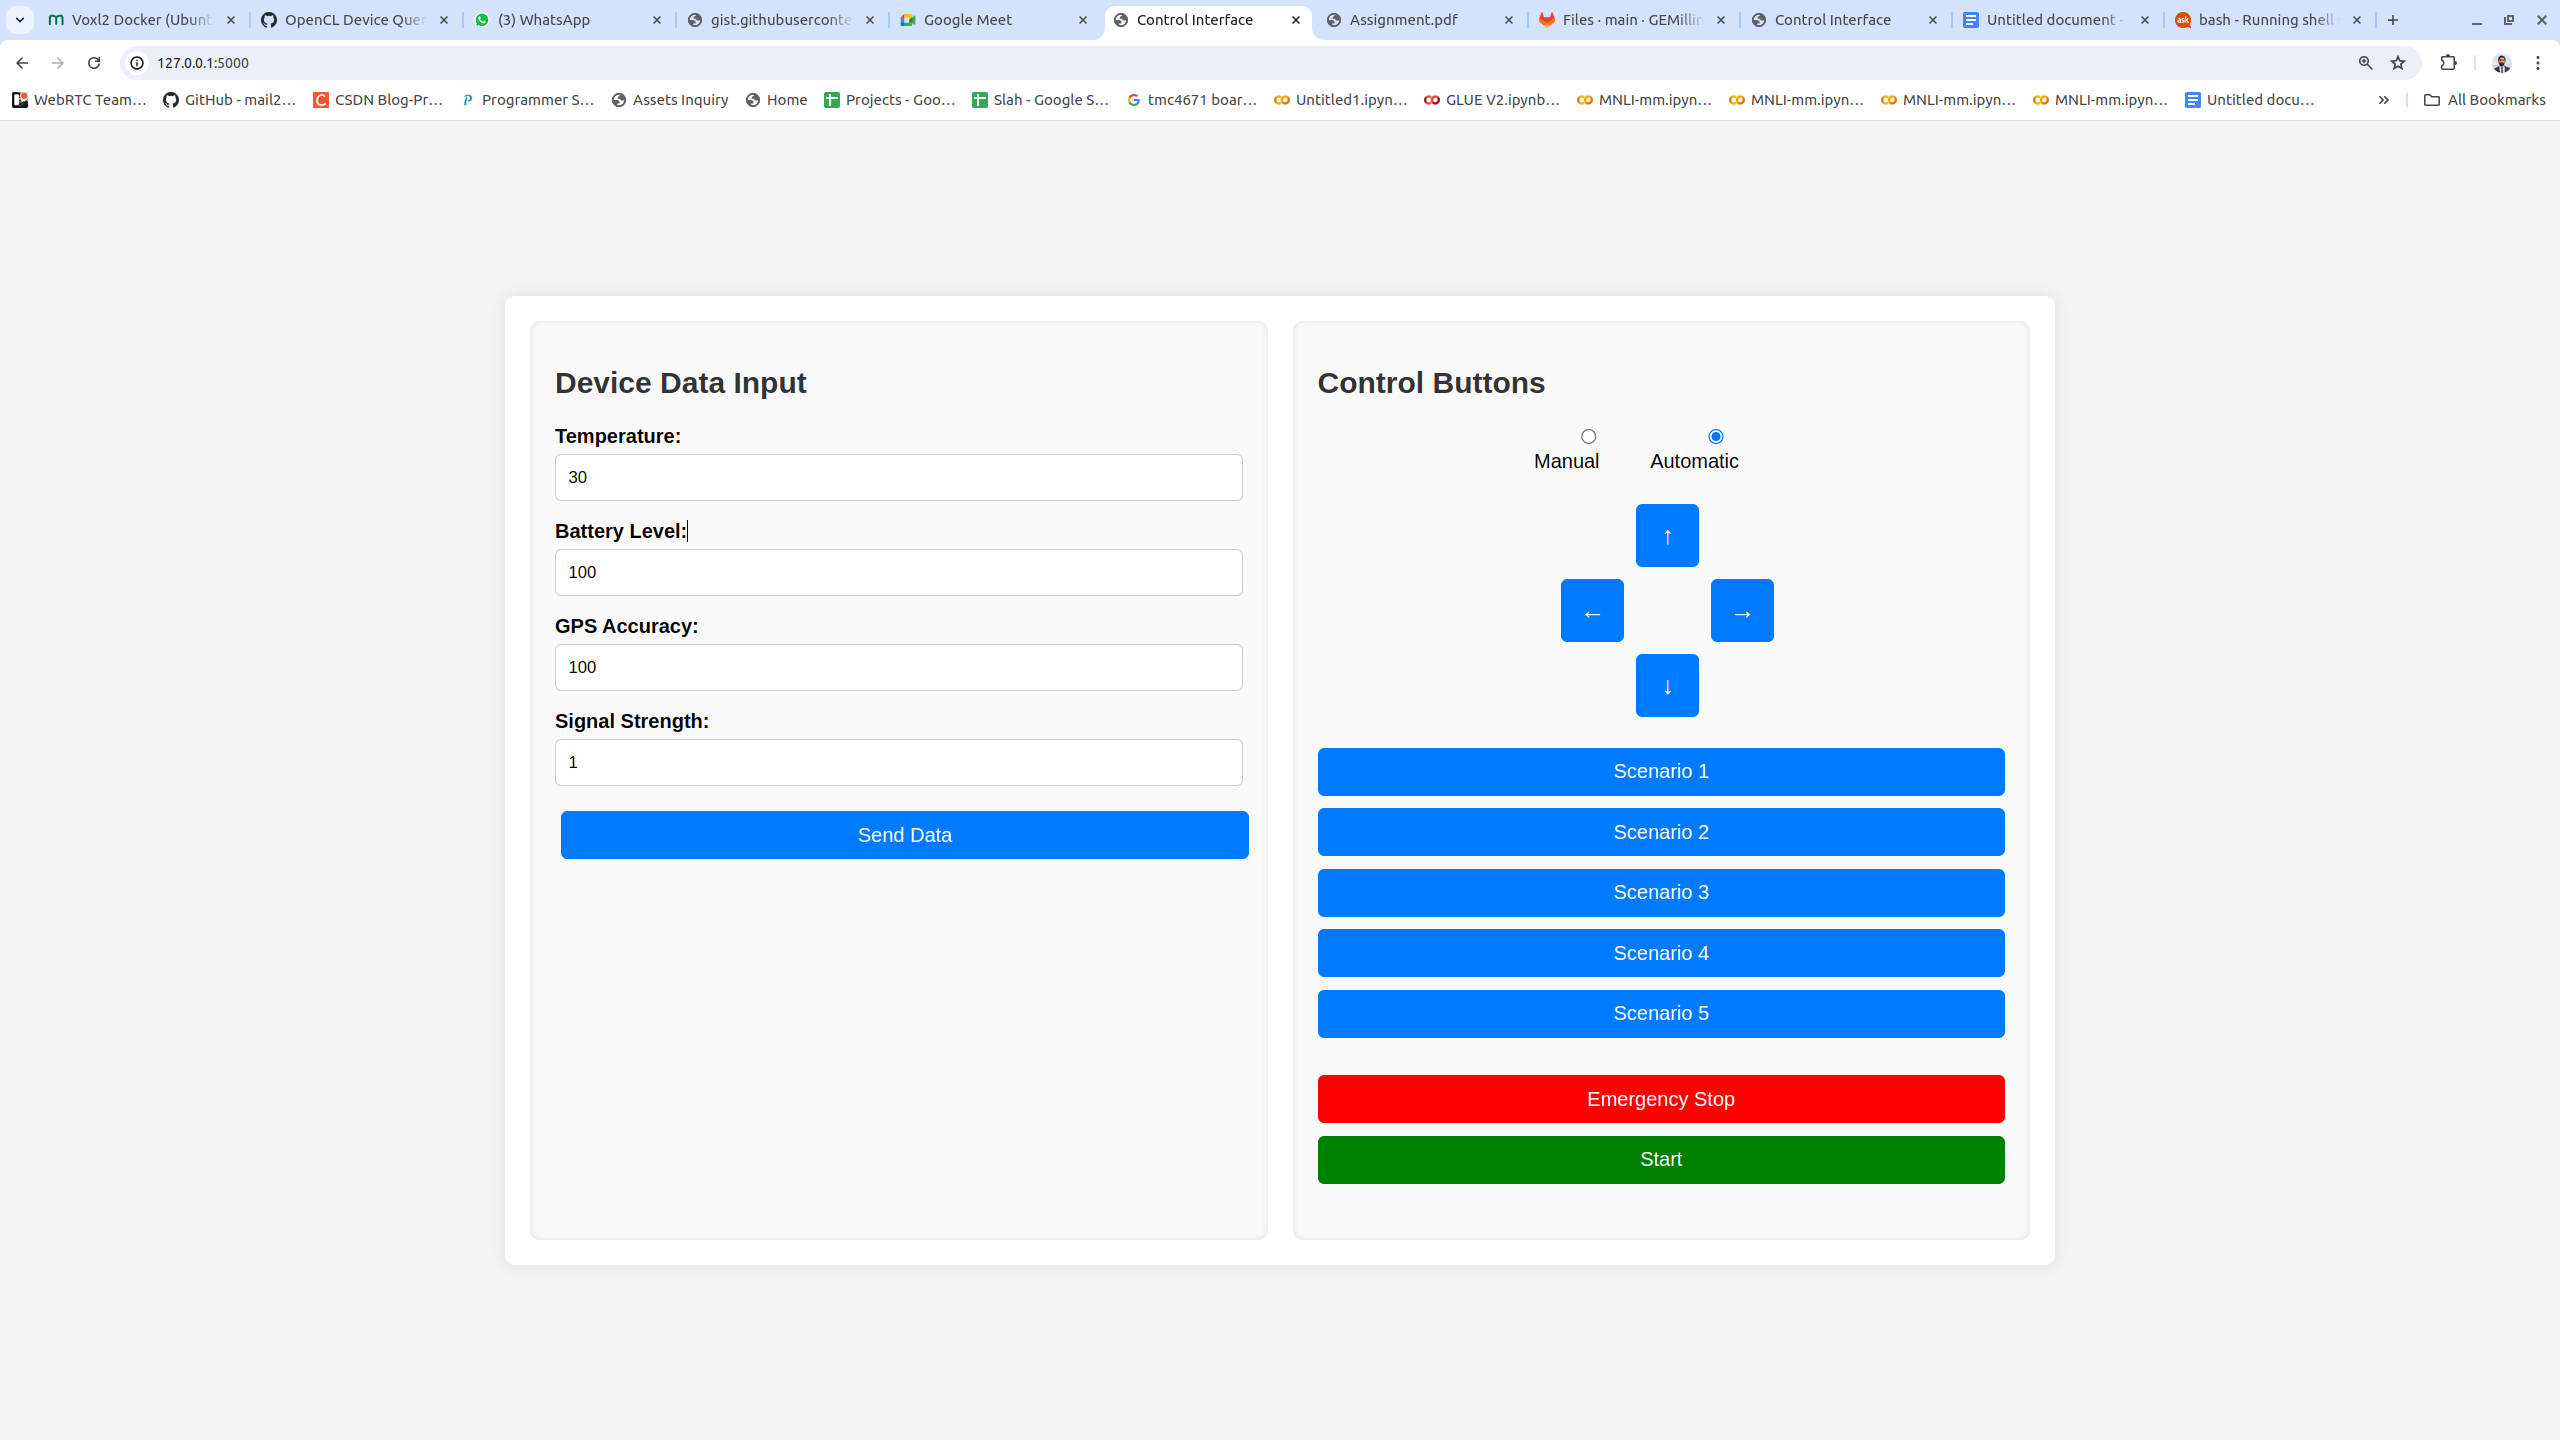 Voxl2 Docker (Ubunt
OpenCL Device Quer
(3) WhatsApp
gist.githubuserconte
Google Meet
Control Interface
Assignment.pdf
Files · main · GEMillin
Control Interface
Untitled document -
bash - Running shell
127.0.0.1:5000
WebRTC Team...
GitHub - mail2...
CSDN Blog-Pr...
Programmer S...
Assets Inquiry
Home
Projects - Goo...
Slah - Google S...
tmc4671 boar...
Untitled1.ipyn...
GLUE V2.ipynb...
MNLI-mm.ipyn...
MNLI-mm.ipyn...
MNLI-mm.ipyn...
MNLI-mm.ipyn...
Untitled docu...
All Bookmarks
Device Data Input
Temperature:
30
Battery Level:
100
GPS Accuracy:
100
Signal Strength:
1
Send Data
Control Buttons
Manual
Automatic
↑
←
→
↓
Scenario 1
Scenario 2
Scenario 3
Scenario 4
Scenario 5
Emergency Stop
Start